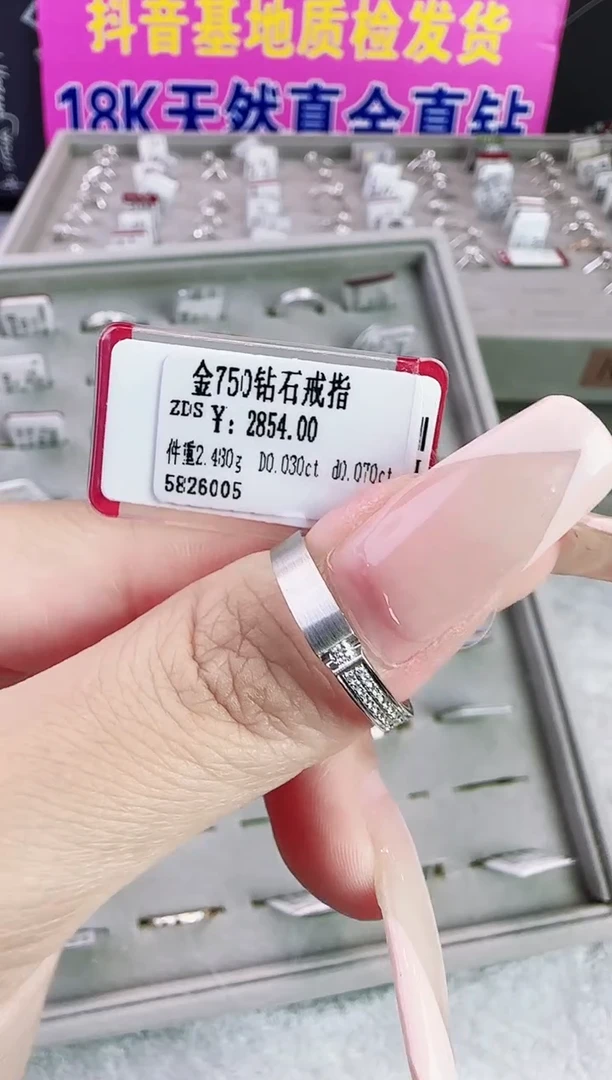 抖音基地质检发货
18K天然真金真钻
金750钻石戒指
ZDS ¥: 2854.00
件重2.480g D0.030ct d0.070ct
5826005